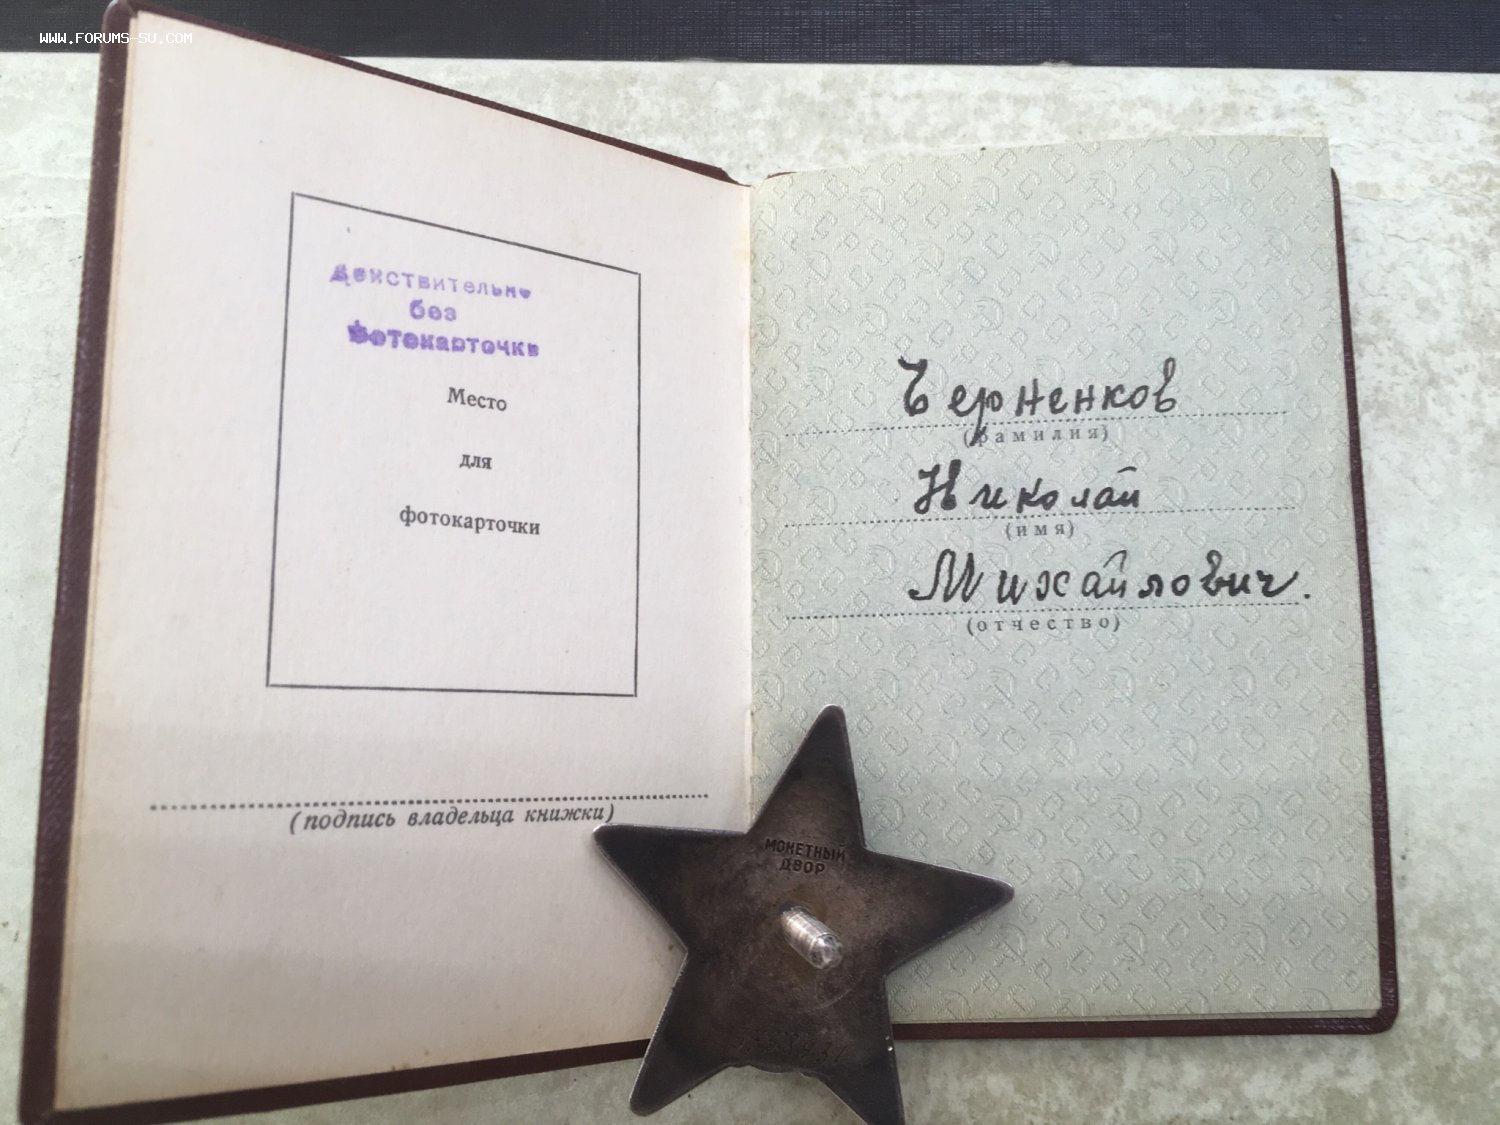 WWW.FORUMS-SU.COM
Действительно
без
фотокарточки
Место
для
фотокарточки
(подпись владельца книжки)
Черненков
(фамилия)
Николай
(имя)
Михайлович.
(отчество)
МОНЕТНЫЙ
ДВОР